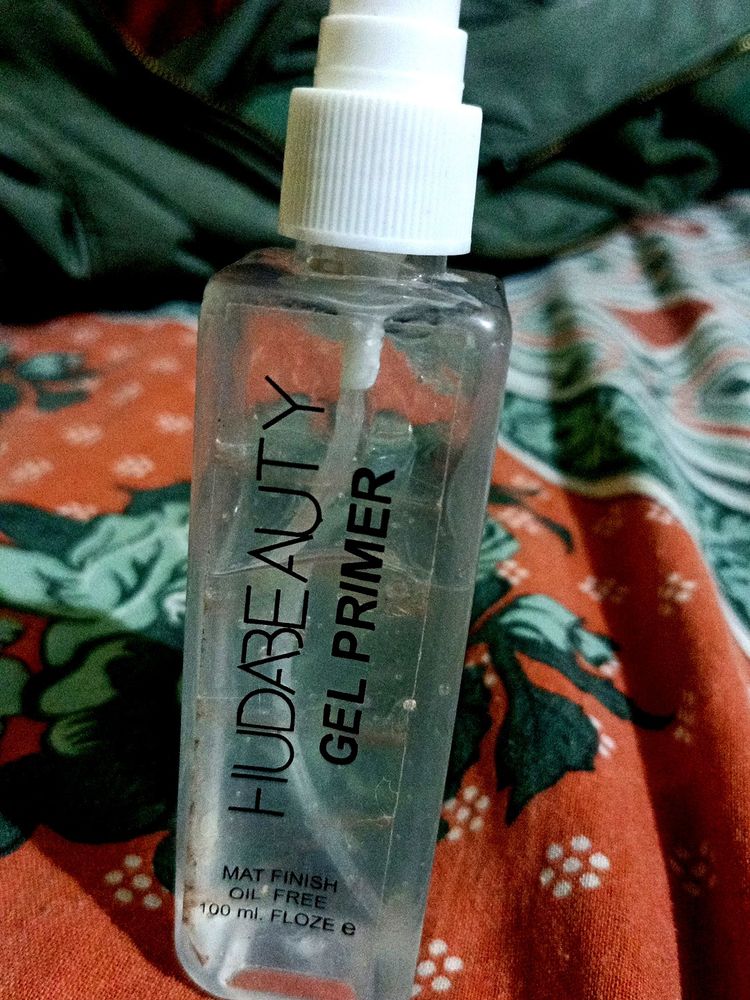 HUDABEAUTY
GEL PRIMER
MAT FINISH
OIL FREE
100 ml. FLOZE e